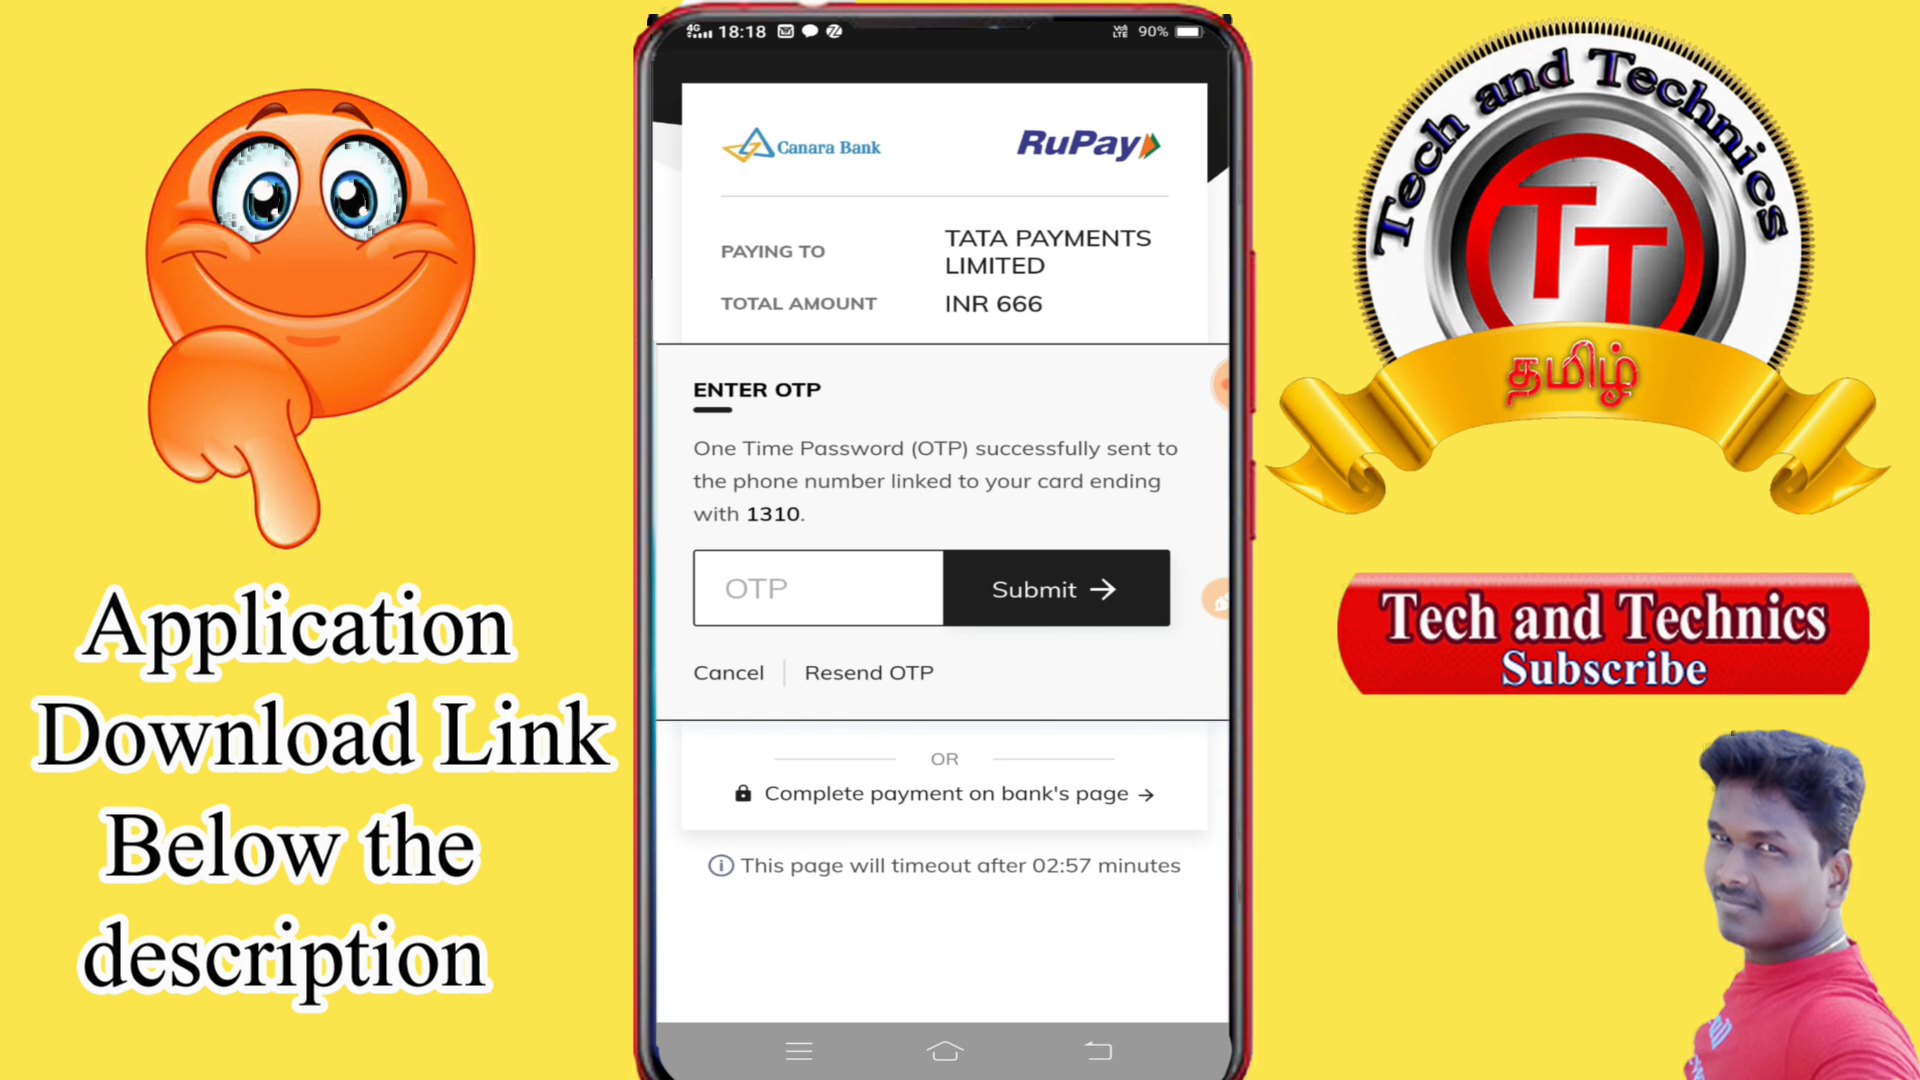 4G 18:18
VoLTE 90%
Canara Bank
RuPay
PAYING TO
TATA PAYMENTS
LIMITED
TOTAL AMOUNT
INR 666
ENTER OTP
One Time Password (OTP) successfully sent to
the phone number linked to your card ending
with 1310.
OTP
Submit →
Cancel
Resend OTP
OR
Complete payment on bank's page →
This page will timeout after 02:57 minutes
Application
Download Link
Below the
description
Tech and Technics
TT
தமிழ்
Tech and Technics
Subscribe